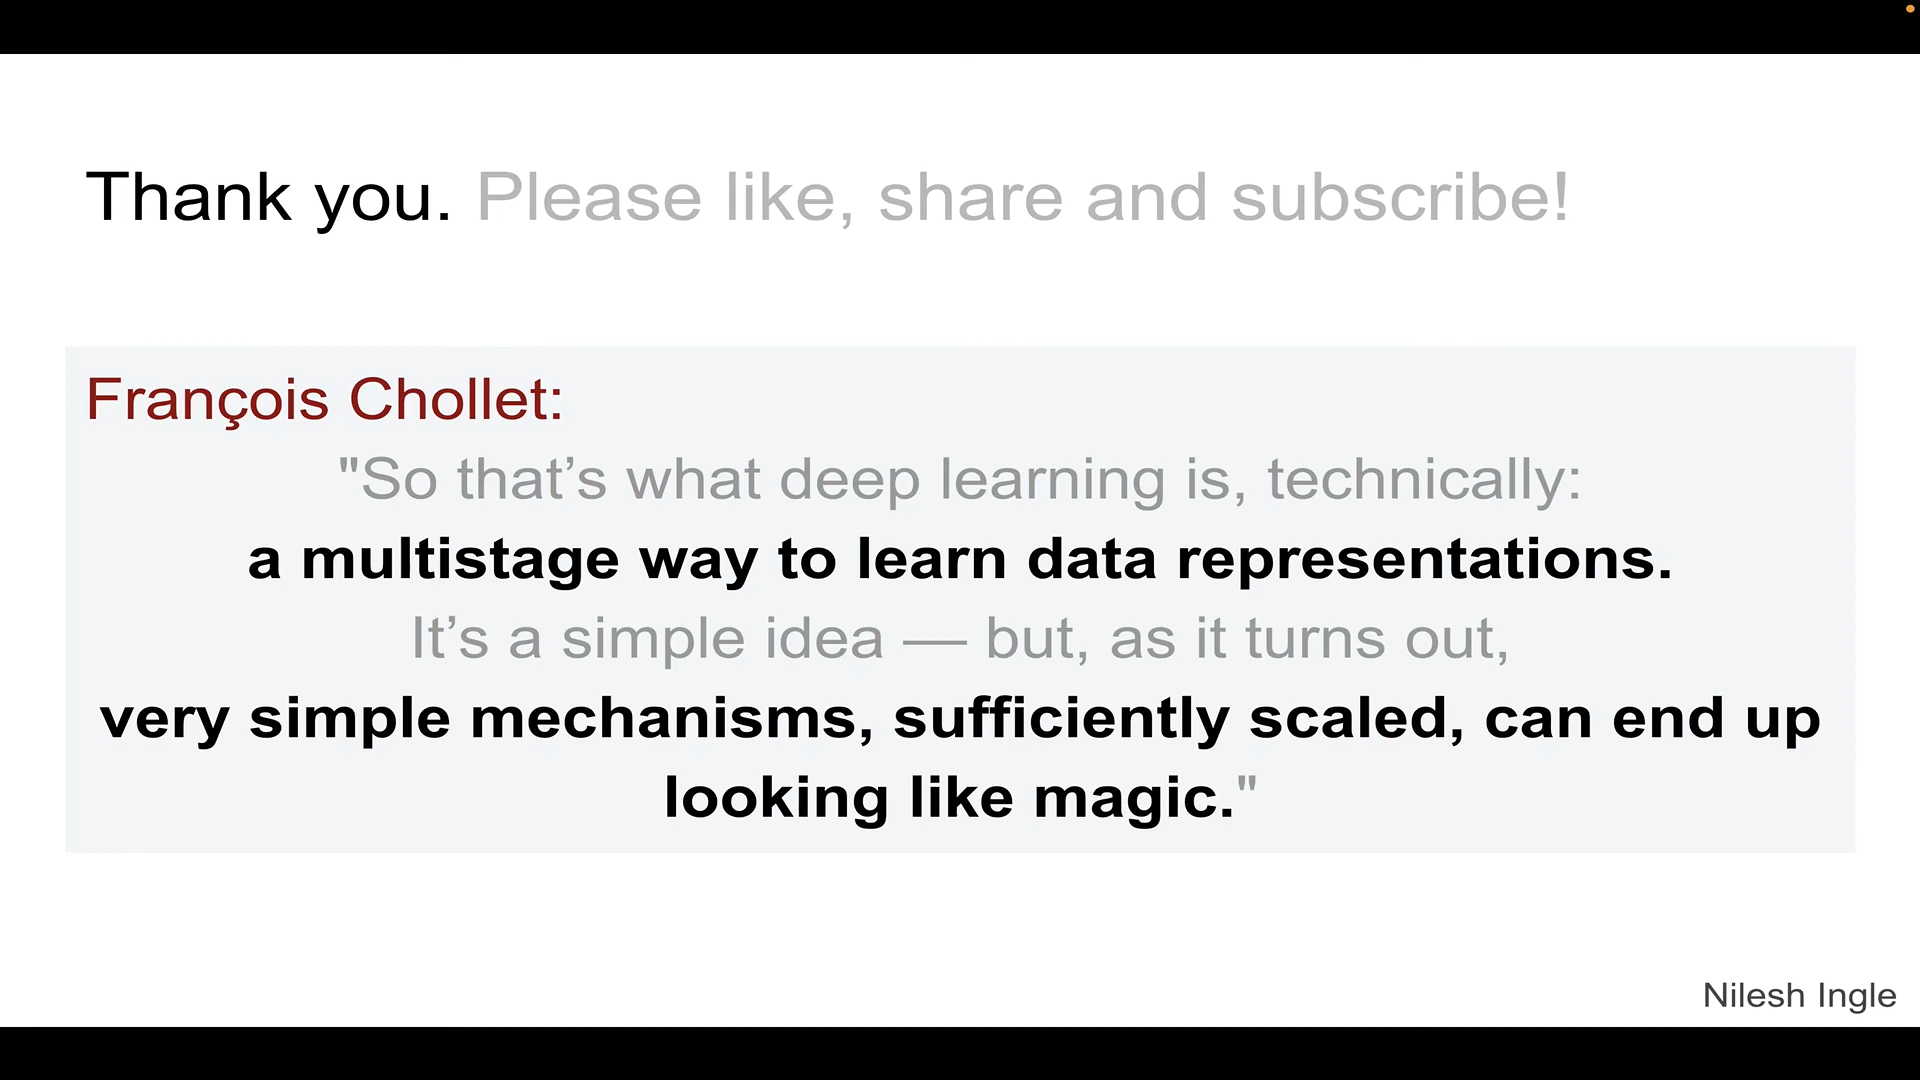 Thank you. Please like, share and subscribe!
François Chollet:
"So that’s what deep learning is, technically:
a multistage way to learn data representations.
It’s a simple idea — but, as it turns out,
very simple mechanisms, sufficiently scaled, can end up
looking like magic."
Nilesh Ingle